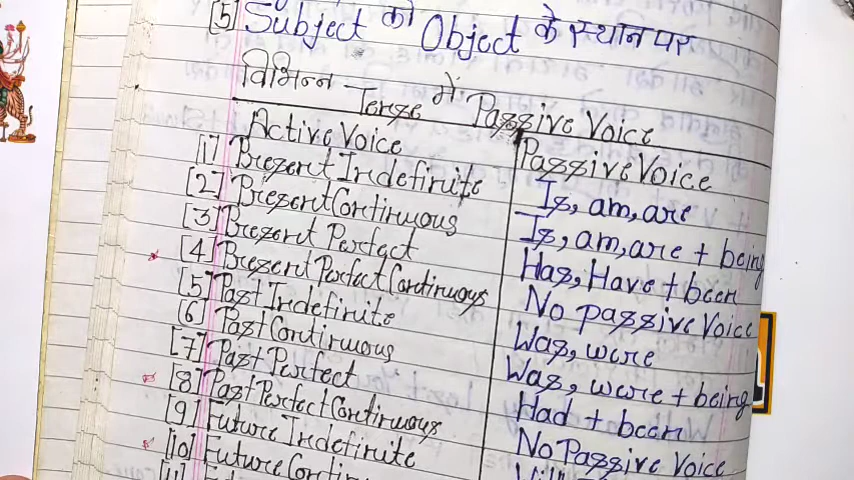 [5] Subject को Object के स्थान पर
विभिन्न Tense में Passive Voice
Active Voice Passive Voice
[1] Present Indefinite Is, am, are
[2] Present Continuous Is, am, are + being
[3] Present Perfect Has, Have + been
[4] Present Perfect Continuous No passive Voice
[5] Past Indefinite Was, were
[6] Past Continuous Was, were + being
[7] Past Perfect Had + been
[8] Past Perfect Continuous No Passive Voice
[9] Future Indefinite
[10] Future
[11]